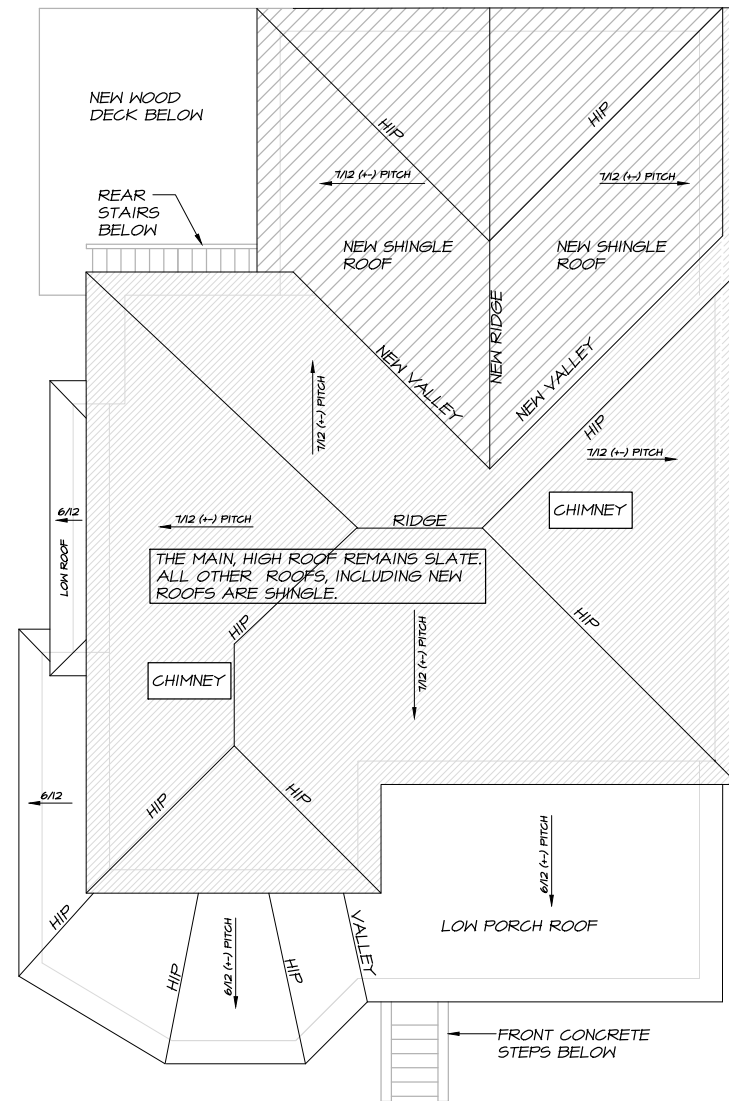 NEW WOOD
DECK BELOW
HIP
HIP
7/12 (+-) PITCH
7/12 (+-) PITCH
REAR
STAIRS
BELOW
NEW SHINGLE
ROOF
NEW SHINGLE
ROOF
NEW RIDGE
NEW VALLEY
NEW VALLEY
7/12 (+-) PITCH
HIP
7/12 (+-) PITCH
6/12
LOW ROOF
7/12 (+-) PITCH
RIDGE
CHIMNEY
THE MAIN, HIGH ROOF REMAINS SLATE.
ALL OTHER ROOFS, INCLUDING NEW
ROOFS ARE SHINGLE.
HIP
HIP
7/12 (+-) PITCH
CHIMNEY
6/12
HIP
HIP
6/12 (+-) PITCH
HIP
HIP
6/12 (+-) PITCH
HIP
VALLEY
LOW PORCH ROOF
FRONT CONCRETE
STEPS BELOW